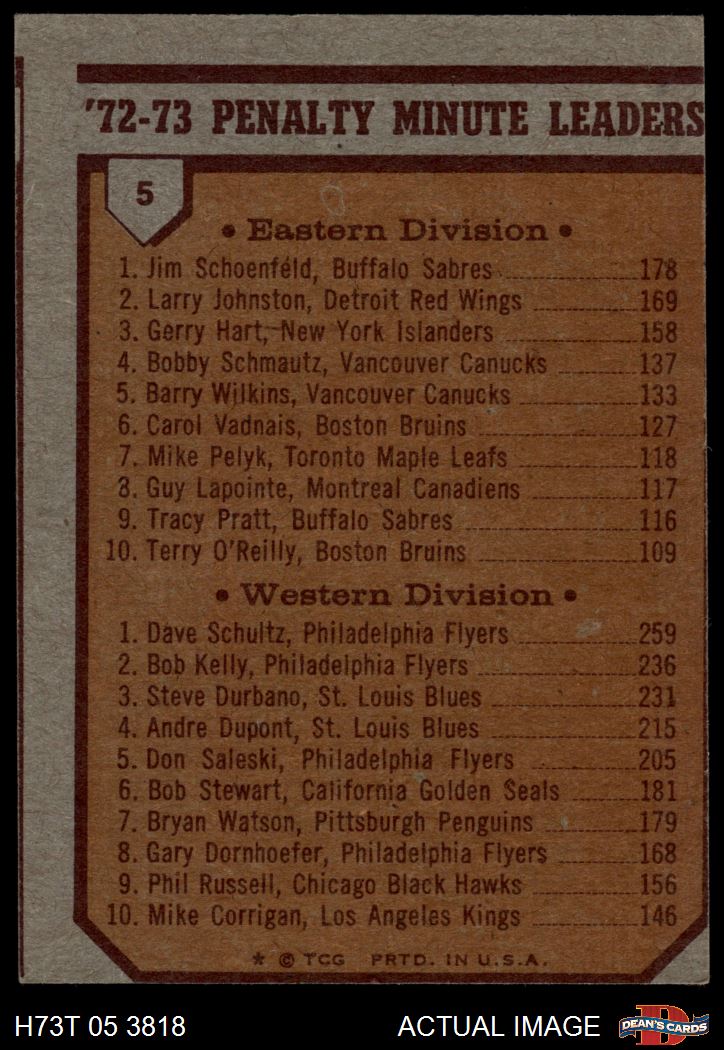 '72-73 PENALTY MINUTE LEADERS
5
• Eastern Division •
1. Jim Schoenfeld, Buffalo Sabres 178
2. Larry Johnston, Detroit Red Wings 169
3. Gerry Hart, New York Islanders 158
4. Bobby Schmautz, Vancouver Canucks 137
5. Barry Wilkins, Vancouver Canucks 133
6. Carol Vadnais, Boston Bruins 127
7. Mike Pelyk, Toronto Maple Leafs 118
8. Guy Lapointe, Montreal Canadiens 117
9. Tracy Pratt, Buffalo Sabres 116
10. Terry O'Reilly, Boston Bruins 109
• Western Division •
1. Dave Schultz, Philadelphia Flyers 259
2. Bob Kelly, Philadelphia Flyers 236
3. Steve Durbano, St. Louis Blues 231
4. Andre Dupont, St. Louis Blues 215
5. Don Saleski, Philadelphia Flyers 205
6. Bob Stewart, California Golden Seals 181
7. Bryan Watson, Pittsburgh Penguins 179
8. Gary Dornhoefer, Philadelphia Flyers 168
9. Phil Russell, Chicago Black Hawks 156
10. Mike Corrigan, Los Angeles Kings 146
* © TCG PRTD. IN U.S.A.
H73T 05 3818 ACTUAL IMAGE D DEAN'S CARDS